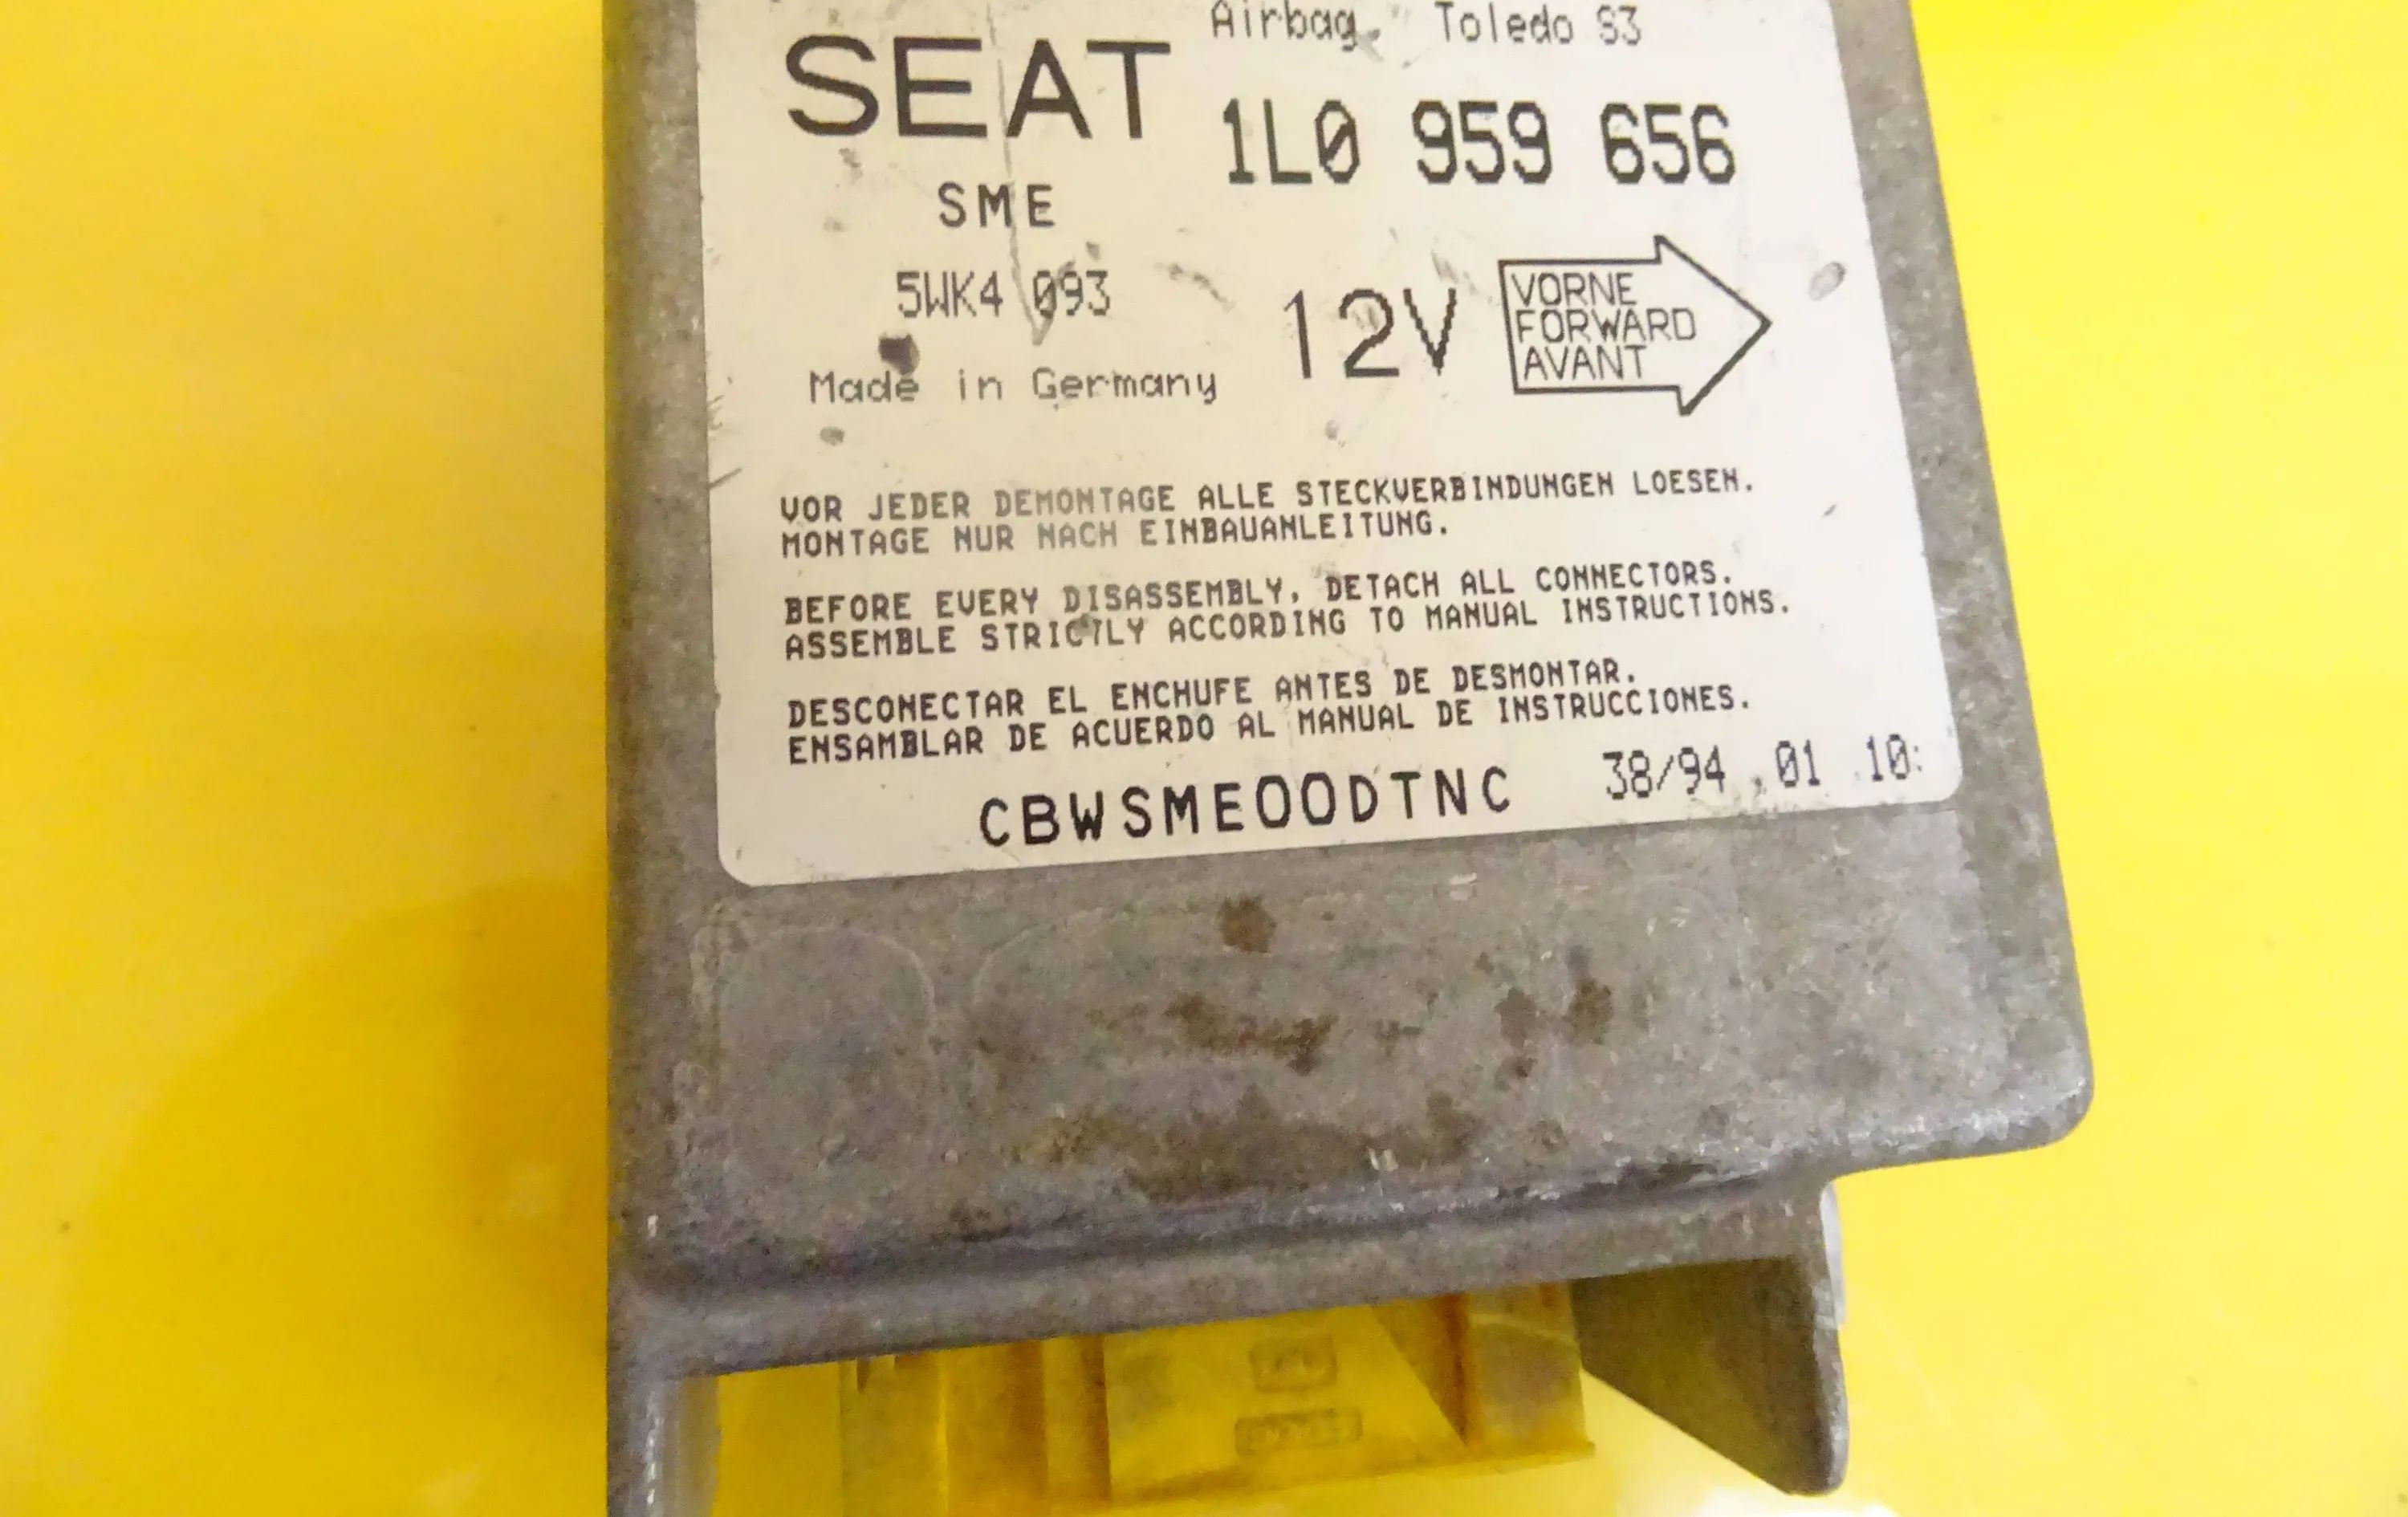 Airbag. Toledo S3
SEAT
1L0 959 656
SME
5WK4 093
12V
VORNE
FORWARD
AVANT
Made in Germany
VOR JEDER DEMONTAGE ALLE STECKVERBINDUNGEN LOESEN.
MONTAGE NUR NACH EINBAUANLEITUNG.
BEFORE EVERY DISASSEMBLY, DETACH ALL CONNECTORS.
ASSEMBLE STRICTLY ACCORDING TO MANUAL INSTRUCTIONS.
DESCONECTAR EL ENCHUFE ANTES DE DESMONTAR.
ENSAMBLAR DE ACUERDO AL MANUAL DE INSTRUCCIONES.
38/94 01 10:
CBWSME00DTNC